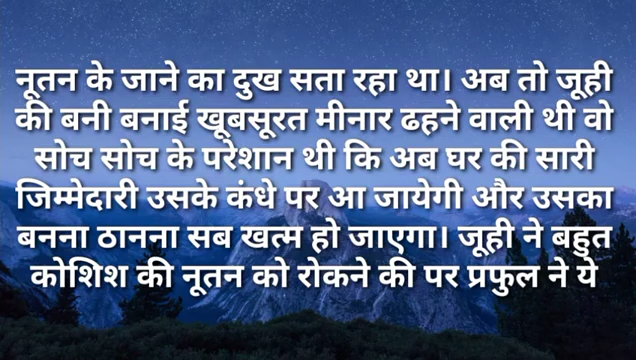 नूतन के जाने का दुख सता रहा था। अब तो जूही
की बनी बनाई खूबसूरत मीनार ढहने वाली थी वो
सोच सोच के परेशान थी कि अब घर की सारी
जिम्मेदारी उसके कंधे पर आ जायेगी और उसका
बनना ठानना सब खत्म हो जाएगा। जूही ने बहुत
कोशिश की नूतन को रोकने की पर प्रफुल ने ये